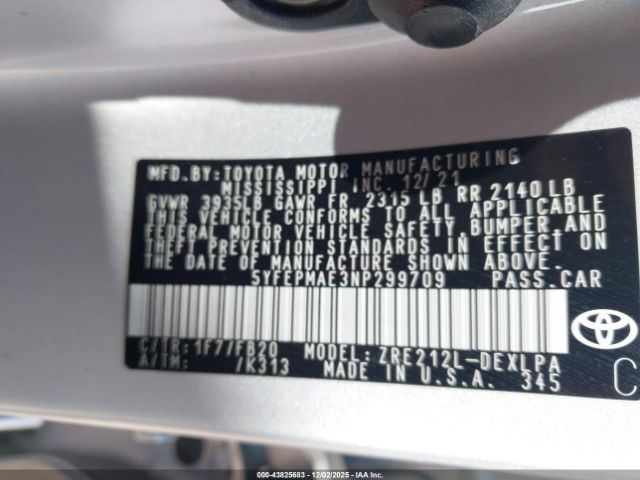 MFD. BY: TOYOTA MOTOR MANUFACTURING
MISSISSIPPI INC. 12/21
GVWR 3935LB GAWR FR 2315 LB RR 2140 LB
THIS VEHICLE CONFORMS TO ALL APPLICABLE
FEDERAL MOTOR VEHICLE SAFETY, BUMPER, AND
THEFT PREVENTION STANDARDS IN EFFECT ON
THE DATE OF MANUFACTURE SHOWN ABOVE.
5YFEPMAE3NP299709 PASS.CAR
C/TR: 1F77/FB20 MODEL: ZRE212L-DEXLPA
A/TM: /K313 MADE IN U.S.A. 345
C
000-43825683 - 12/02/2025 - IAAI.COM